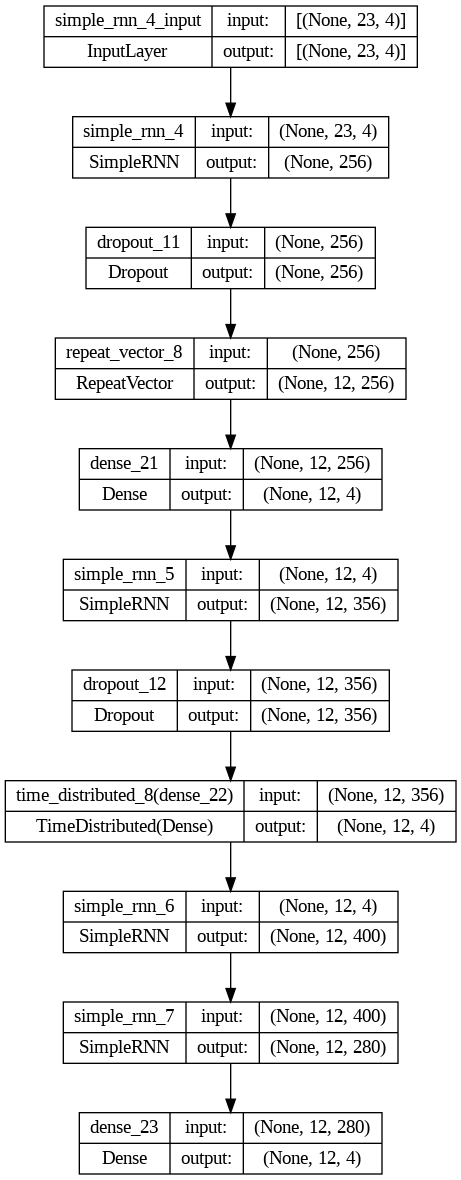 simple_rnn_4_input input: [(None, 23, 4)]
InputLayer output: [(None, 23, 4)]
simple_rnn_4 input: (None, 23, 4)
SimpleRNN output: (None, 256)
dropout_11 input: (None, 256)
Dropout output: (None, 256)
repeat_vector_8 input: (None, 256)
RepeatVector output: (None, 12, 256)
dense_21 input: (None, 12, 256)
Dense output: (None, 12, 4)
simple_rnn_5 input: (None, 12, 4)
SimpleRNN output: (None, 12, 356)
dropout_12 input: (None, 12, 356)
Dropout output: (None, 12, 356)
time_distributed_8(dense_22) input: (None, 12, 356)
TimeDistributed(Dense) output: (None, 12, 4)
simple_rnn_6 input: (None, 12, 4)
SimpleRNN output: (None, 12, 400)
simple_rnn_7 input: (None, 12, 400)
SimpleRNN output: (None, 12, 280)
dense_23 input: (None, 12, 280)
Dense output: (None, 12, 4)